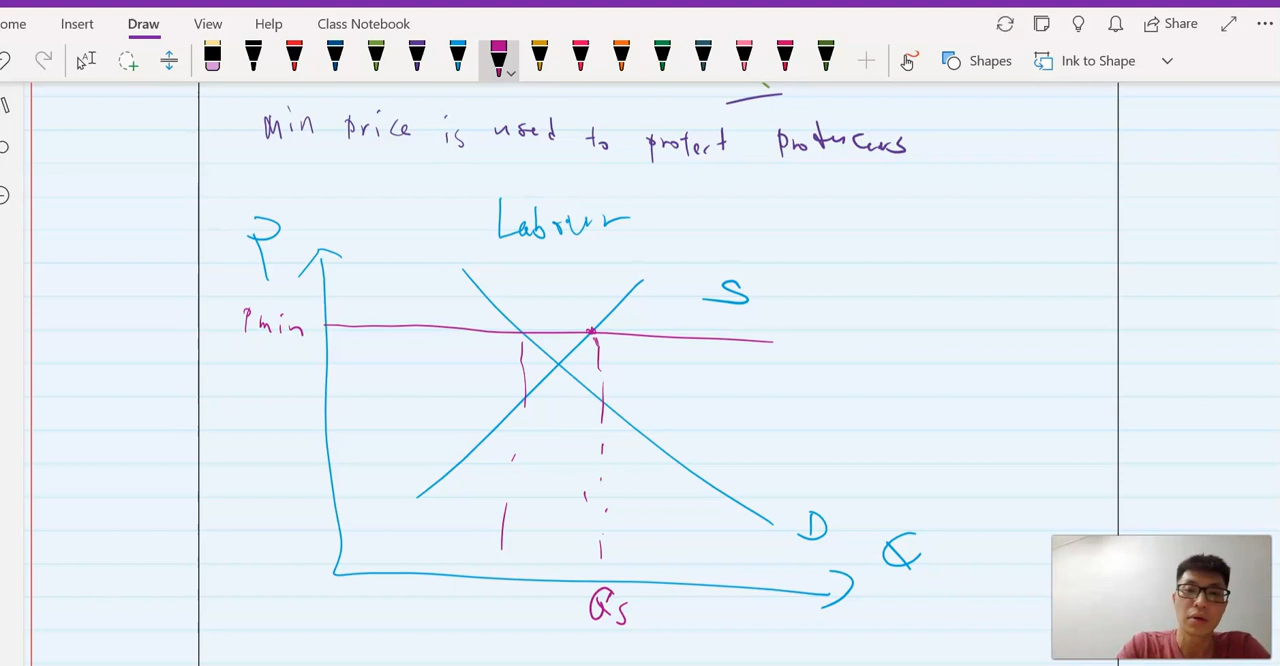 ome Insert Draw View Help Class Notebook Share
Shapes Ink to Shape
Min price is used to protect producers
Labour
P
S
Pmin
D
Q
Qs